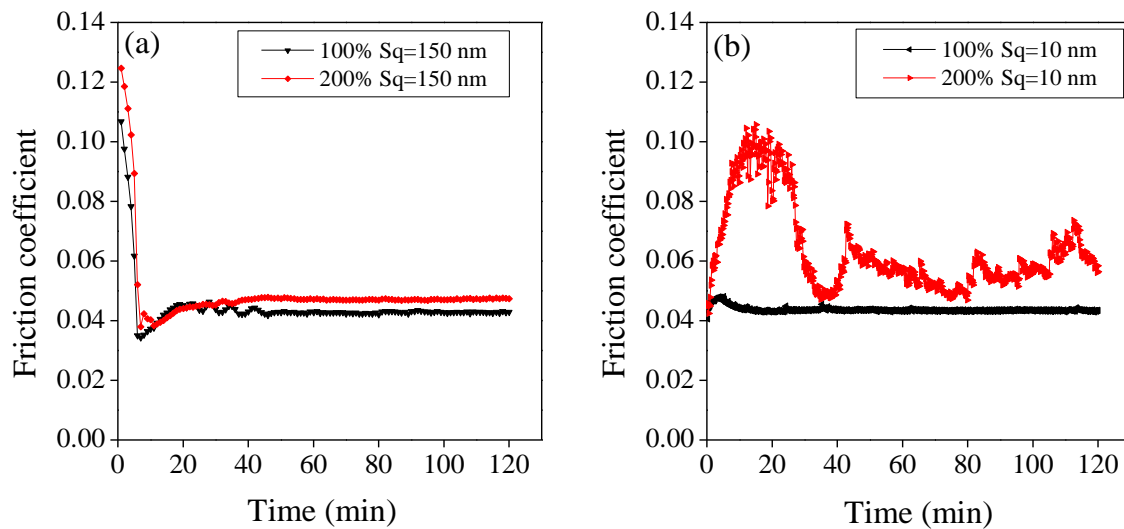 (a)
100% Sq=150 nm
200% Sq=150 nm
0.14
0.12
0.10
0.08
0.06
0.04
0.02
0.00
Friction coefficient
0 20 40 60 80 100 120
Time (min)
(b)
100% Sq=10 nm
200% Sq=10 nm
0.14
0.12
0.10
0.08
0.06
0.04
0.02
0.00
Friction coefficient
0 20 40 60 80 100 120
Time (min)